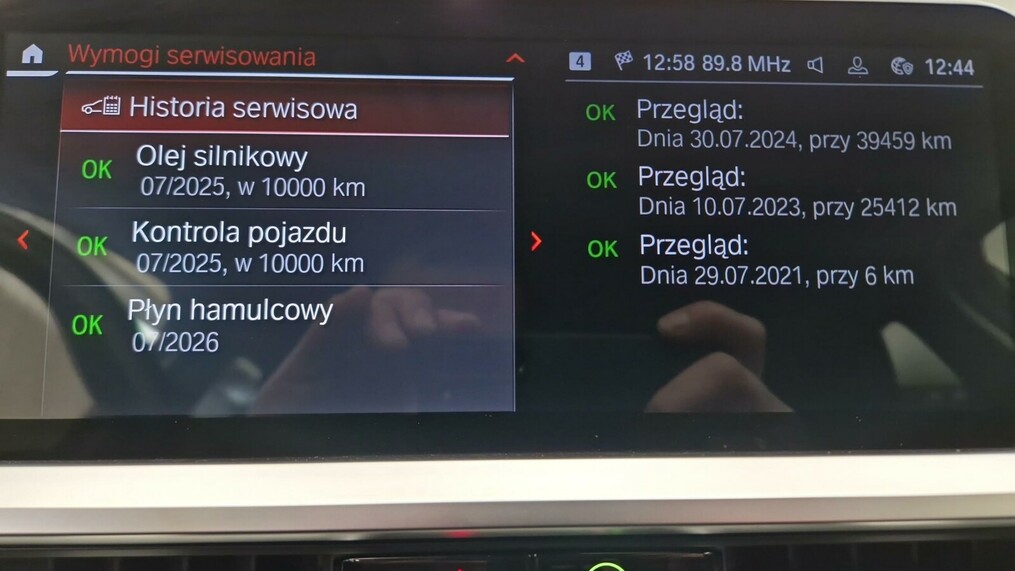 Wymogi serwisowania
4 12:58 89.8 MHz 12:44
Historia serwisowa
OK Olej silnikowy
07/2025, w 10000 km
OK Kontrola pojazdu
07/2025, w 10000 km
OK Płyn hamulcowy
07/2026
OK Przegląd:
Dnia 30.07.2024, przy 39459 km
OK Przegląd:
Dnia 10.07.2023, przy 25412 km
OK Przegląd:
Dnia 29.07.2021, przy 6 km